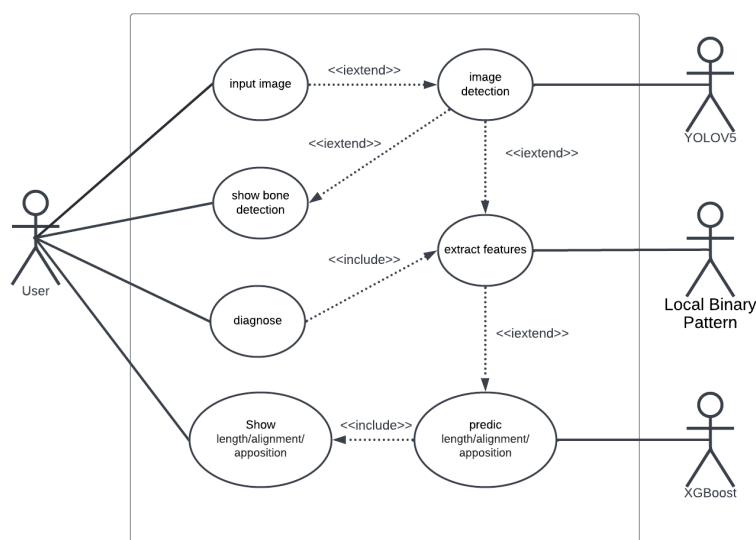 input image
<<iextend>>
image
detection
YOLOV5
<<iextend>>
<<iextend>>
show bone
detection
User
<<include>>
extract features
Local Binary
Pattern
diagnose
<<iextend>>
Show
length/alignment/
apposition
<<include>>
predic
length/alignment/
apposition
XGBoost